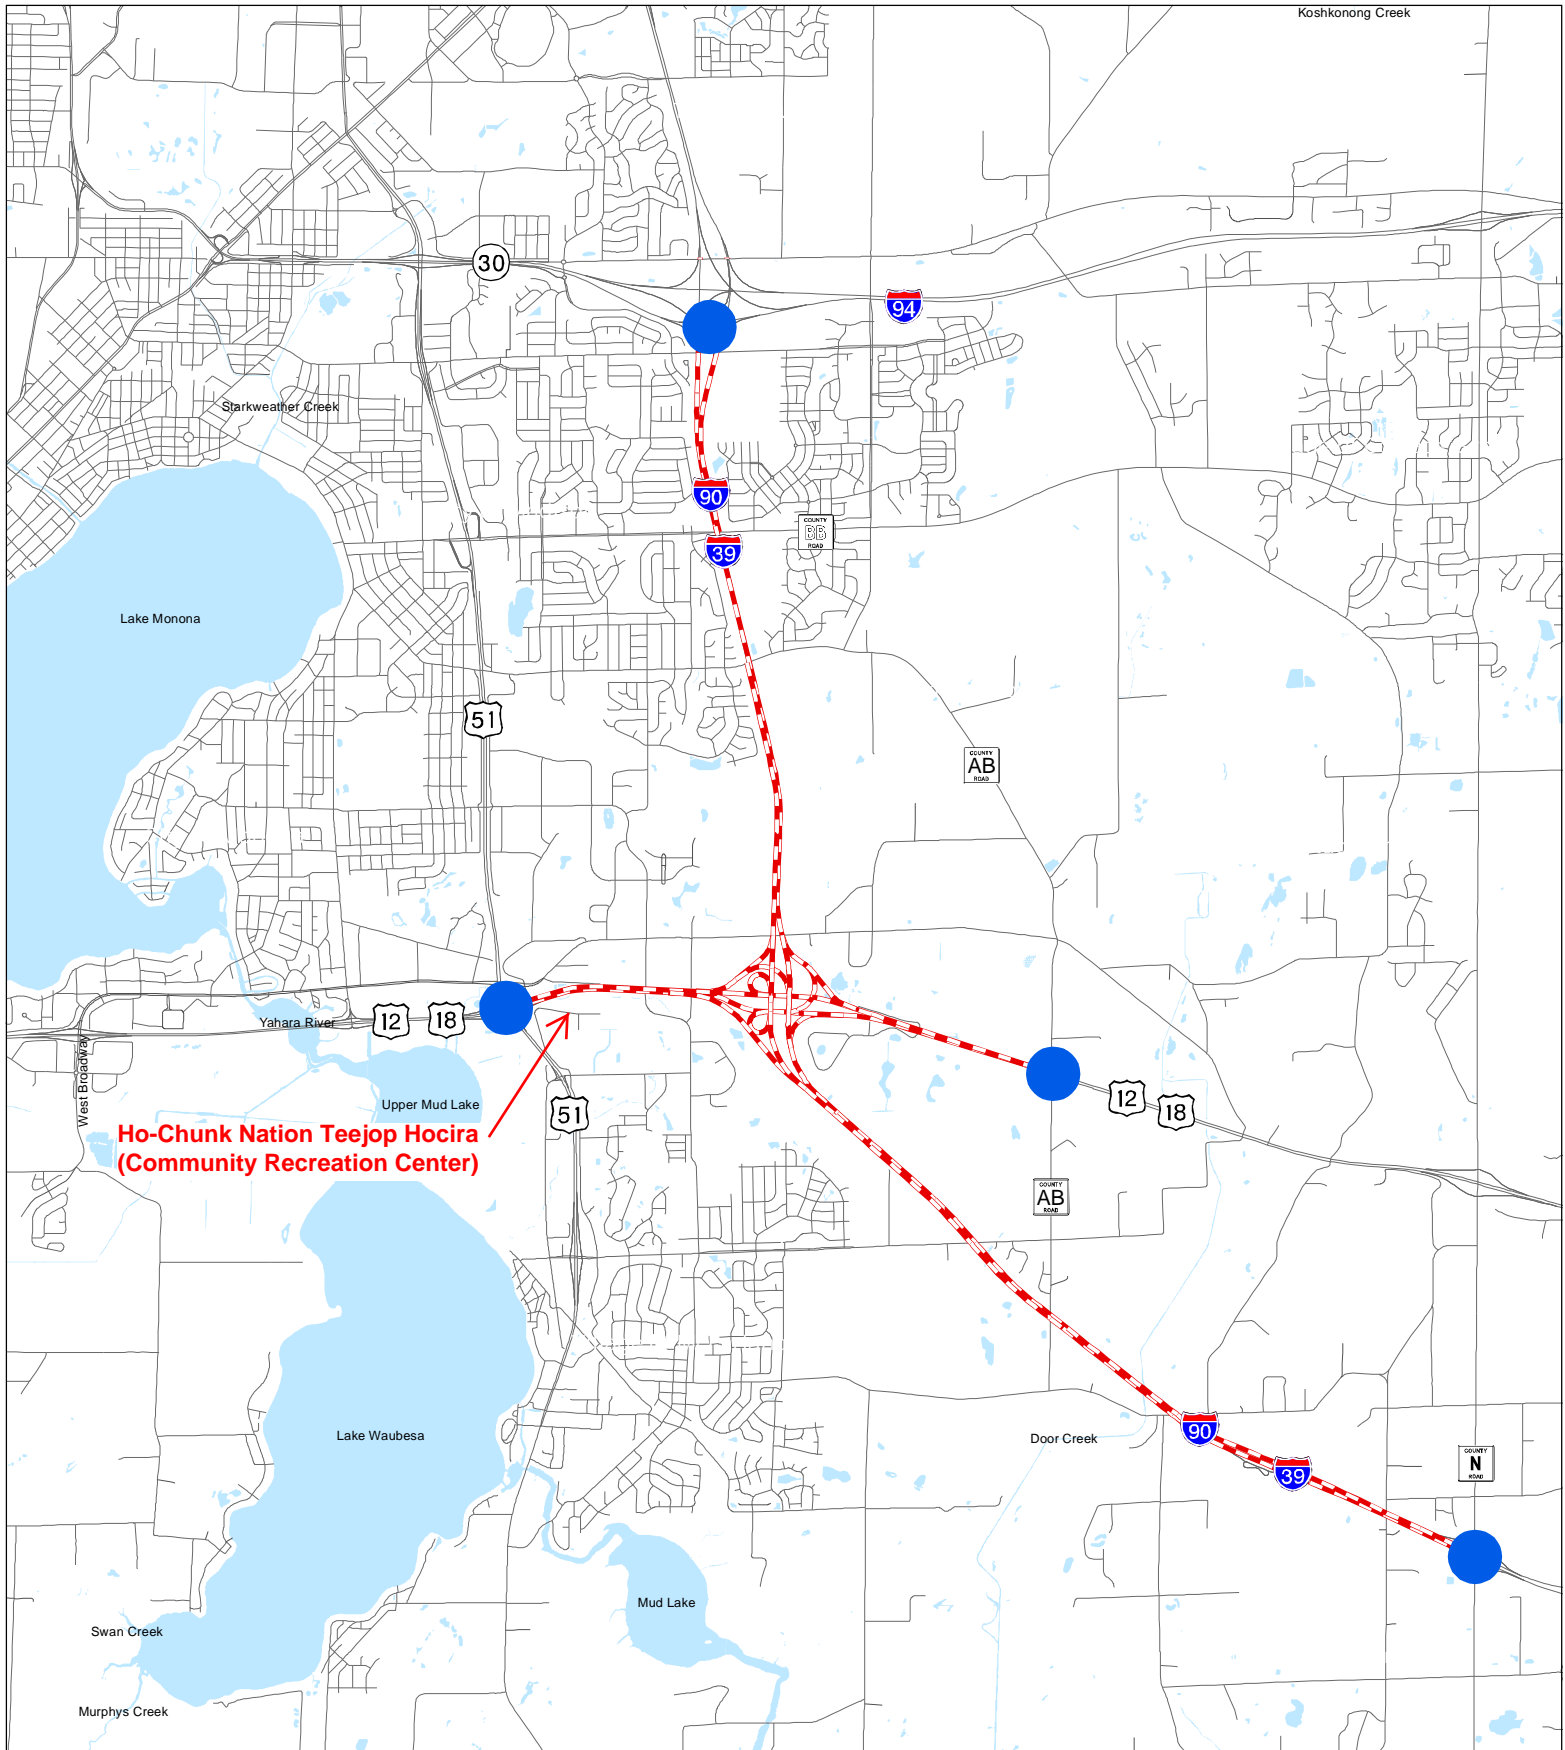 Koshkonong Creek
30
94
Starkweather Creek
90
COUNTY
BB
ROAD
39
Lake Monona
51
COUNTY
AB
ROAD
Yahara River
12
18
West Broadway
12
18
Upper Mud Lake
51
Ho-Chunk Nation Teejop Hocira
(Community Recreation Center)
COUNTY
AB
ROAD
Lake Waubesa
Door Creek
90
39
COUNTY
N
ROAD
Mud Lake
Swan Creek
Murphys Creek